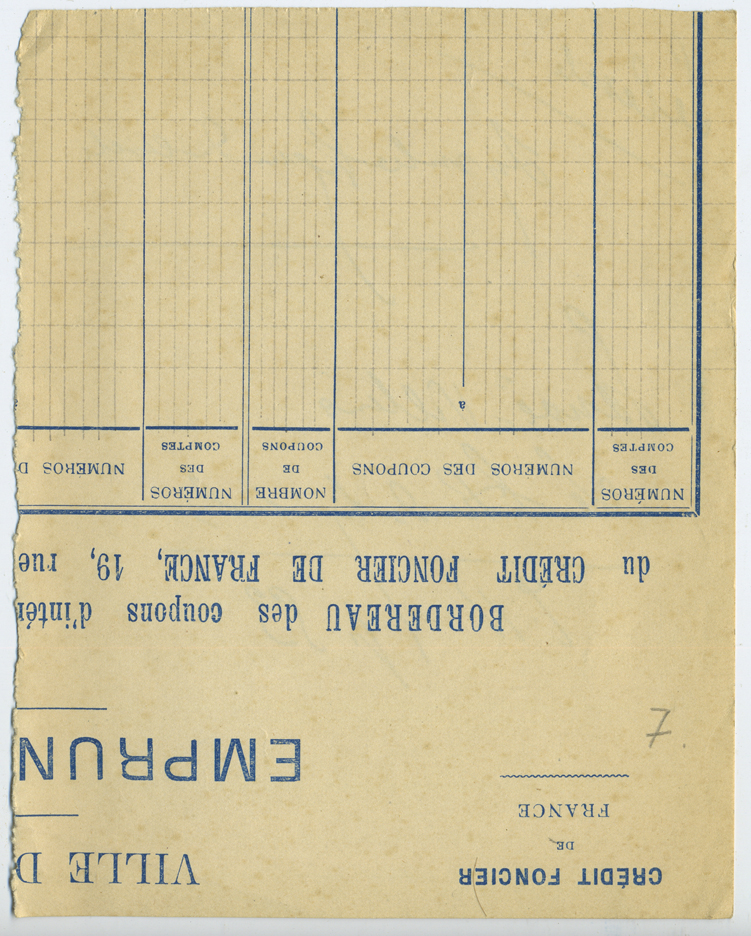 CRÉDIT FONCIER
DE
FRANCE
VILLE D
EMPRUN
7
BORDEREAU des coupons d'intér
du CRÉDIT FONCIER DE FRANCE, 19, rue
NUMÉROS DES COMPTES
NUMÉROS DES COUPONS
NOMBRE DE COUPONS
NUMÉROS DES COMPTES
NUMÉROS D
à